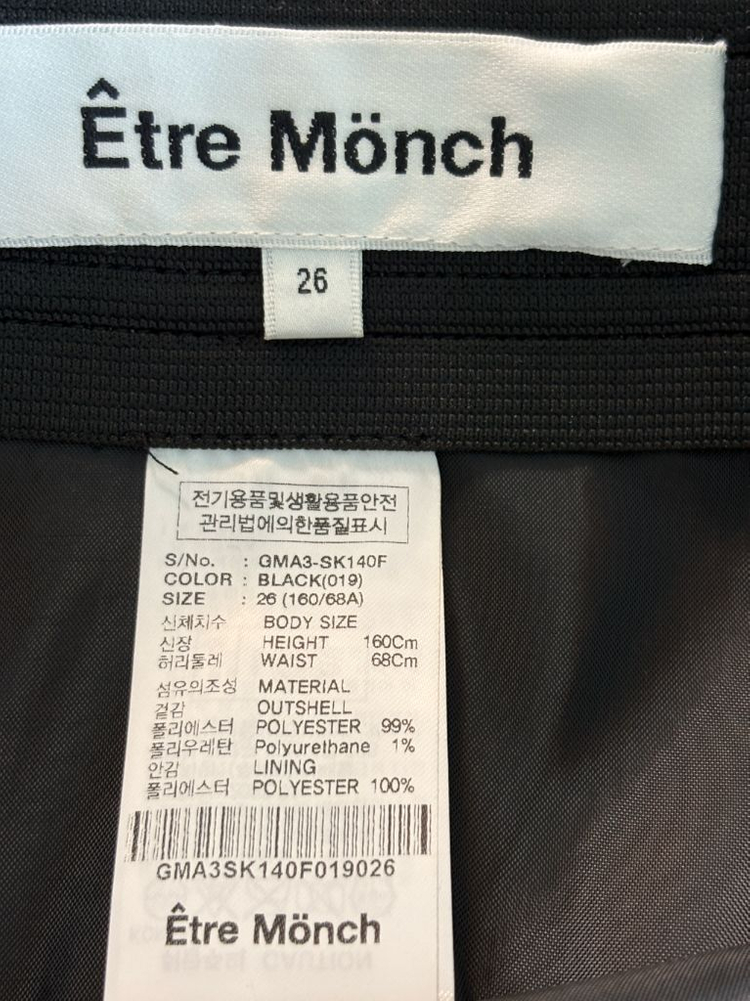 Être Mönch
26
전기용품및생활용품안전
관리법에의한품질표시
S/No. : GMA3-SK140F
COLOR : BLACK(019)
SIZE : 26 (160/68A)
신체치수 BODY SIZE
신장 HEIGHT 160Cm
허리둘레 WAIST 68Cm
섬유의조성 MATERIAL
겉감 OUTSHELL
폴리에스터 POLYESTER 99%
폴리우레탄 Polyurethane 1%
안감 LINING
폴리에스터 POLYESTER 100%
GMA3SK140F019026
Être Mönch